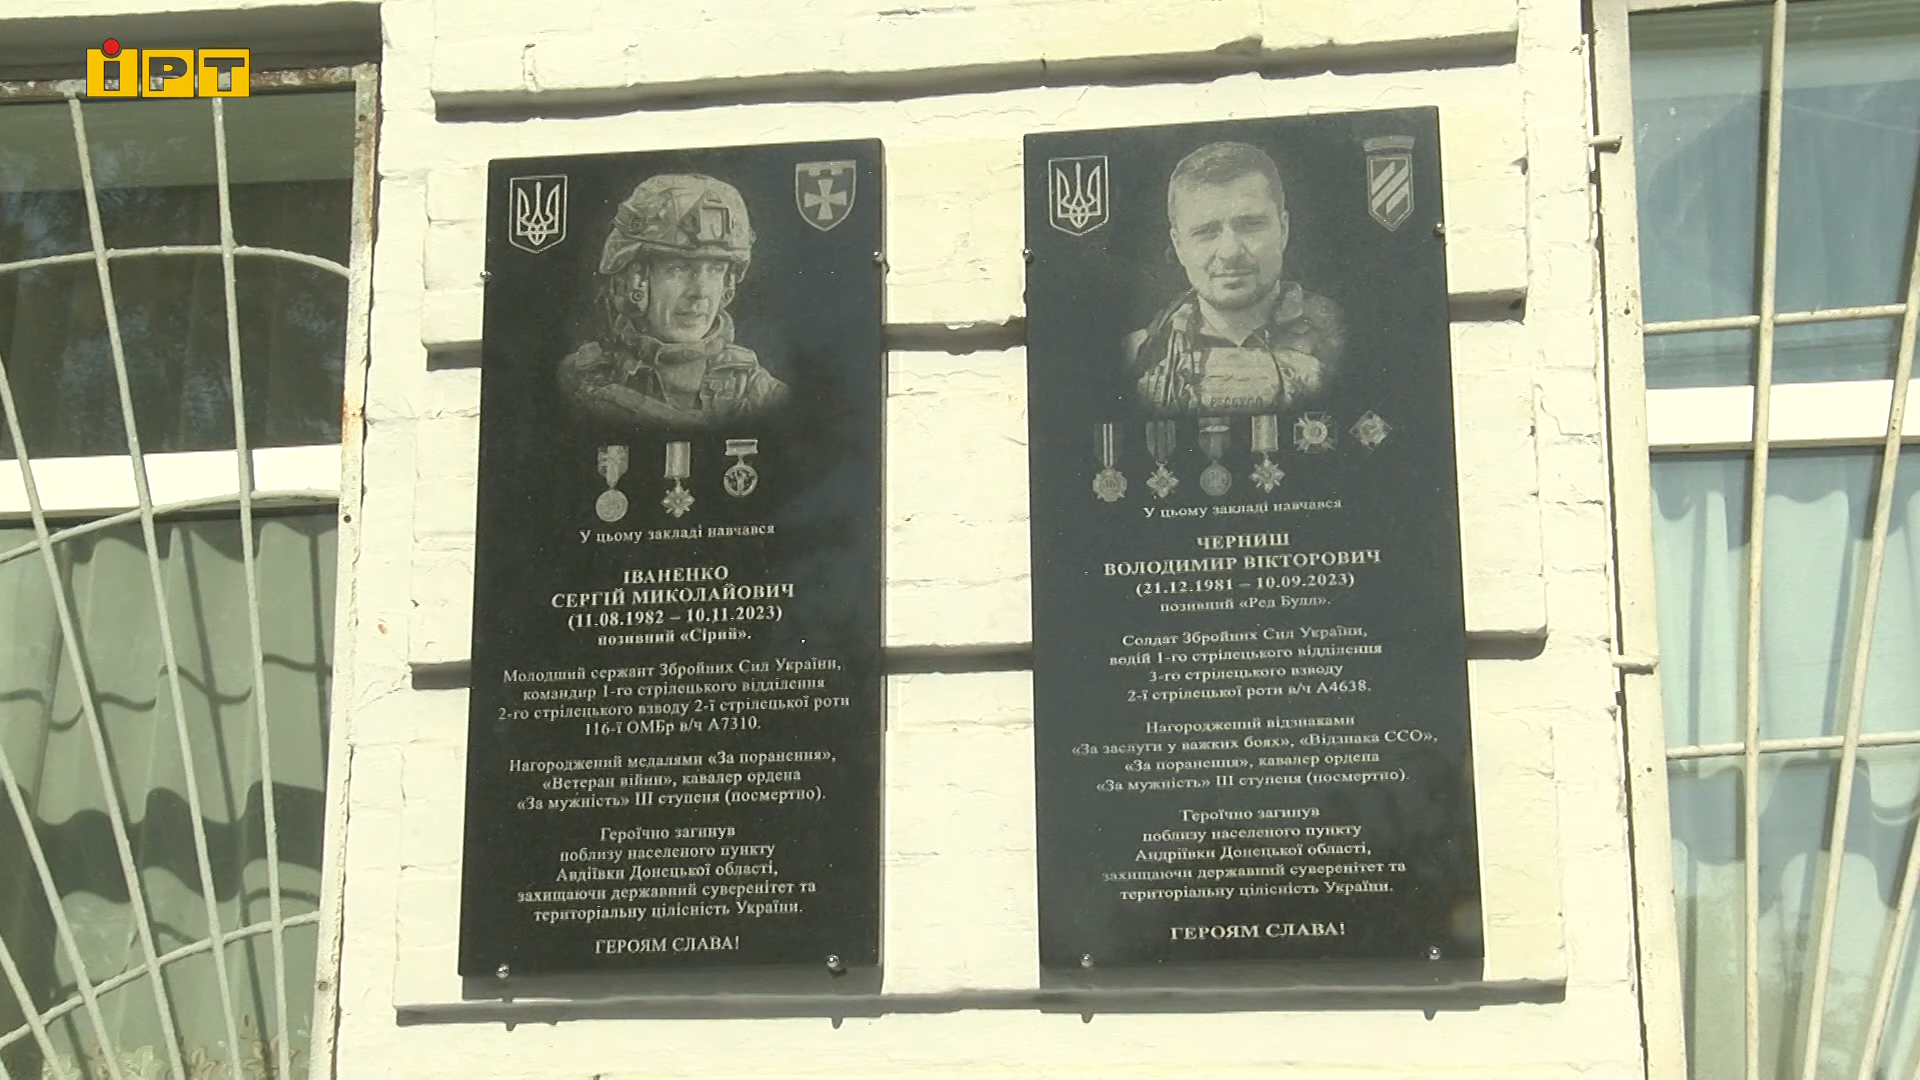 іРТ
У цьому закладі навчався
ІВАНЕНКО
СЕРГІЙ МИКОЛАЙОВИЧ
(11.08.1982 – 10.11.2023)
позивний «Сірий».
Молодший сержант Збройних Сил України,
командир 1-го стрілецького відділення
2-го стрілецького взводу 2-ї стрілецької роти
116-ї ОМБр в/ч А7310.
Нагороджений медалями «За поранення»,
«Ветеран війни», кавалер ордена
«За мужність» ІІІ ступеня (посмертно).
Героїчно загинув
поблизу населеного пункту
Авдіївки Донецької області,
захищаючи державний суверенітет та
територіальну цілісність України.
ГЕРОЯМ СЛАВА!
У цьому закладі навчався
ЧЕРНИШ
ВОЛОДИМИР ВІКТОРОВИЧ
(21.12.1981 – 10.09.2023)
позивний «Ред Булл».
Солдат Збройних Сил України,
водій 1-го стрілецького відділення
3-го стрілецького взводу
2-ї стрілецької роти в/ч А4638.
Нагороджений відзнаками
«За заслуги у важких боях», «Відзнака ССО»,
«За поранення», кавалер ордена
«За мужність» ІІІ ступеня (посмертно).
Героїчно загинув
поблизу населеного пункту
Андріївки Донецької області,
захищаючи державний суверенітет та
територіальну цілісність України.
ГЕРОЯМ СЛАВА!